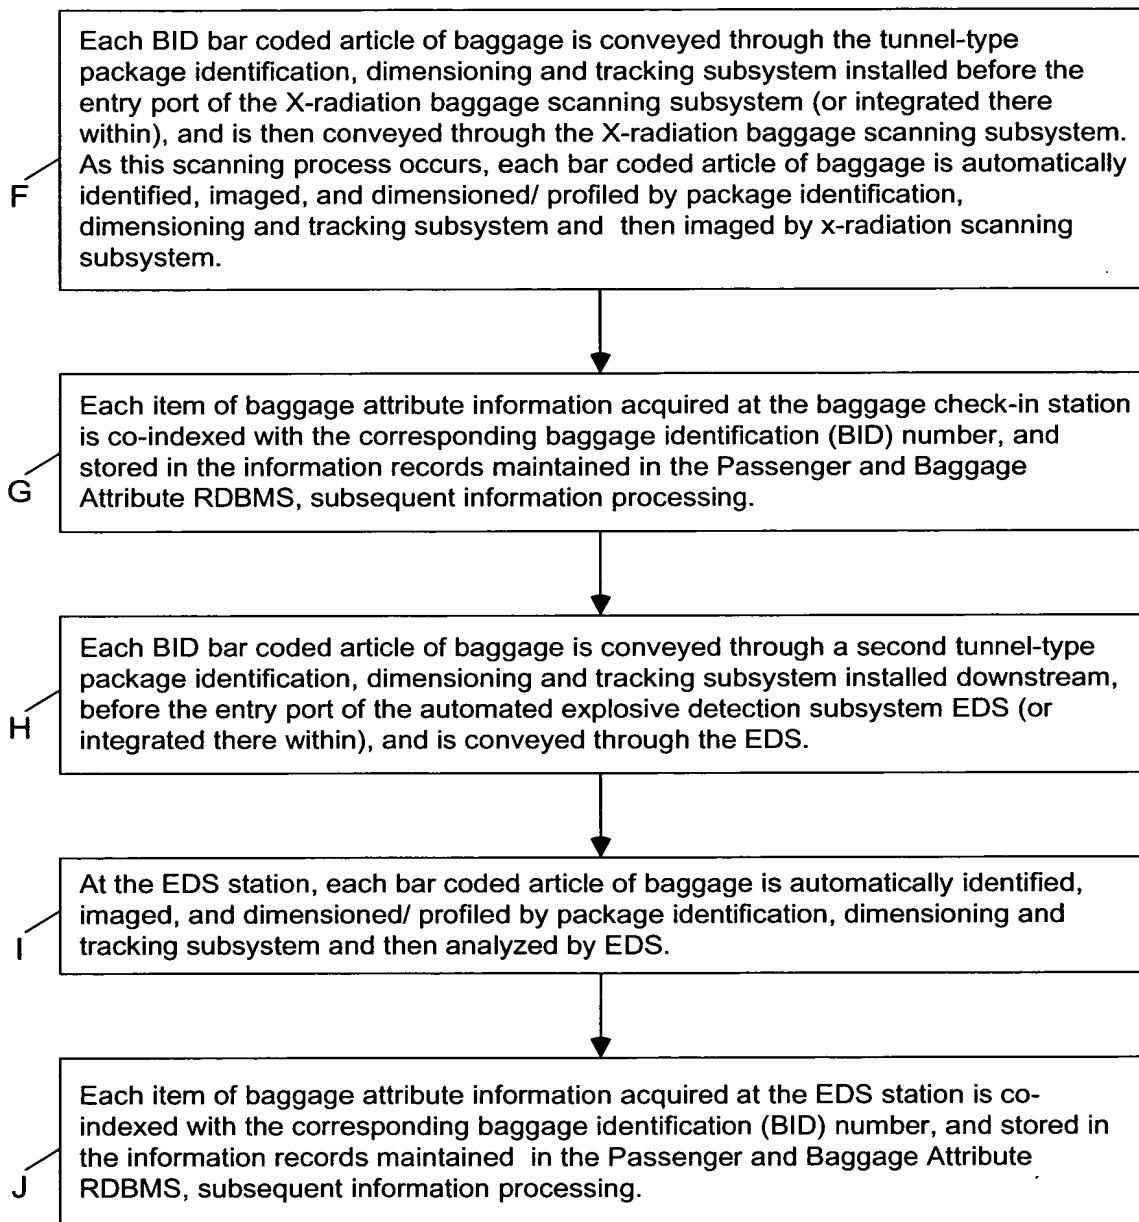 Each BID bar coded article of baggage is conveyed through the tunnel-type
package identification, dimensioning and tracking subsystem installed before the
entry port of the X-radiation baggage scanning subsystem (or integrated there
within), and is then conveyed through the X-radiation baggage scanning subsystem.
As this scanning process occurs, each bar coded article of baggage is automatically
identified, imaged, and dimensioned/ profiled by package identification,
dimensioning and tracking subsystem and then imaged by x-radiation scanning
subsystem.
F
Each item of baggage attribute information acquired at the baggage check-in station
is co-indexed with the corresponding baggage identification (BID) number, and
stored in the information records maintained in the Passenger and Baggage
Attribute RDBMS, subsequent information processing.
G
Each BID bar coded article of baggage is conveyed through a second tunnel-type
package identification, dimensioning and tracking subsystem installed downstream,
before the entry port of the automated explosive detection subsystem EDS (or
integrated there within), and is conveyed through the EDS.
H
At the EDS station, each bar coded article of baggage is automatically identified,
imaged, and dimensioned/ profiled by package identification, dimensioning and
tracking subsystem and then analyzed by EDS.
I
Each item of baggage attribute information acquired at the EDS station is co-
indexed with the corresponding baggage identification (BID) number, and stored in
the information records maintained in the Passenger and Baggage Attribute
RDBMS, subsequent information processing.
J